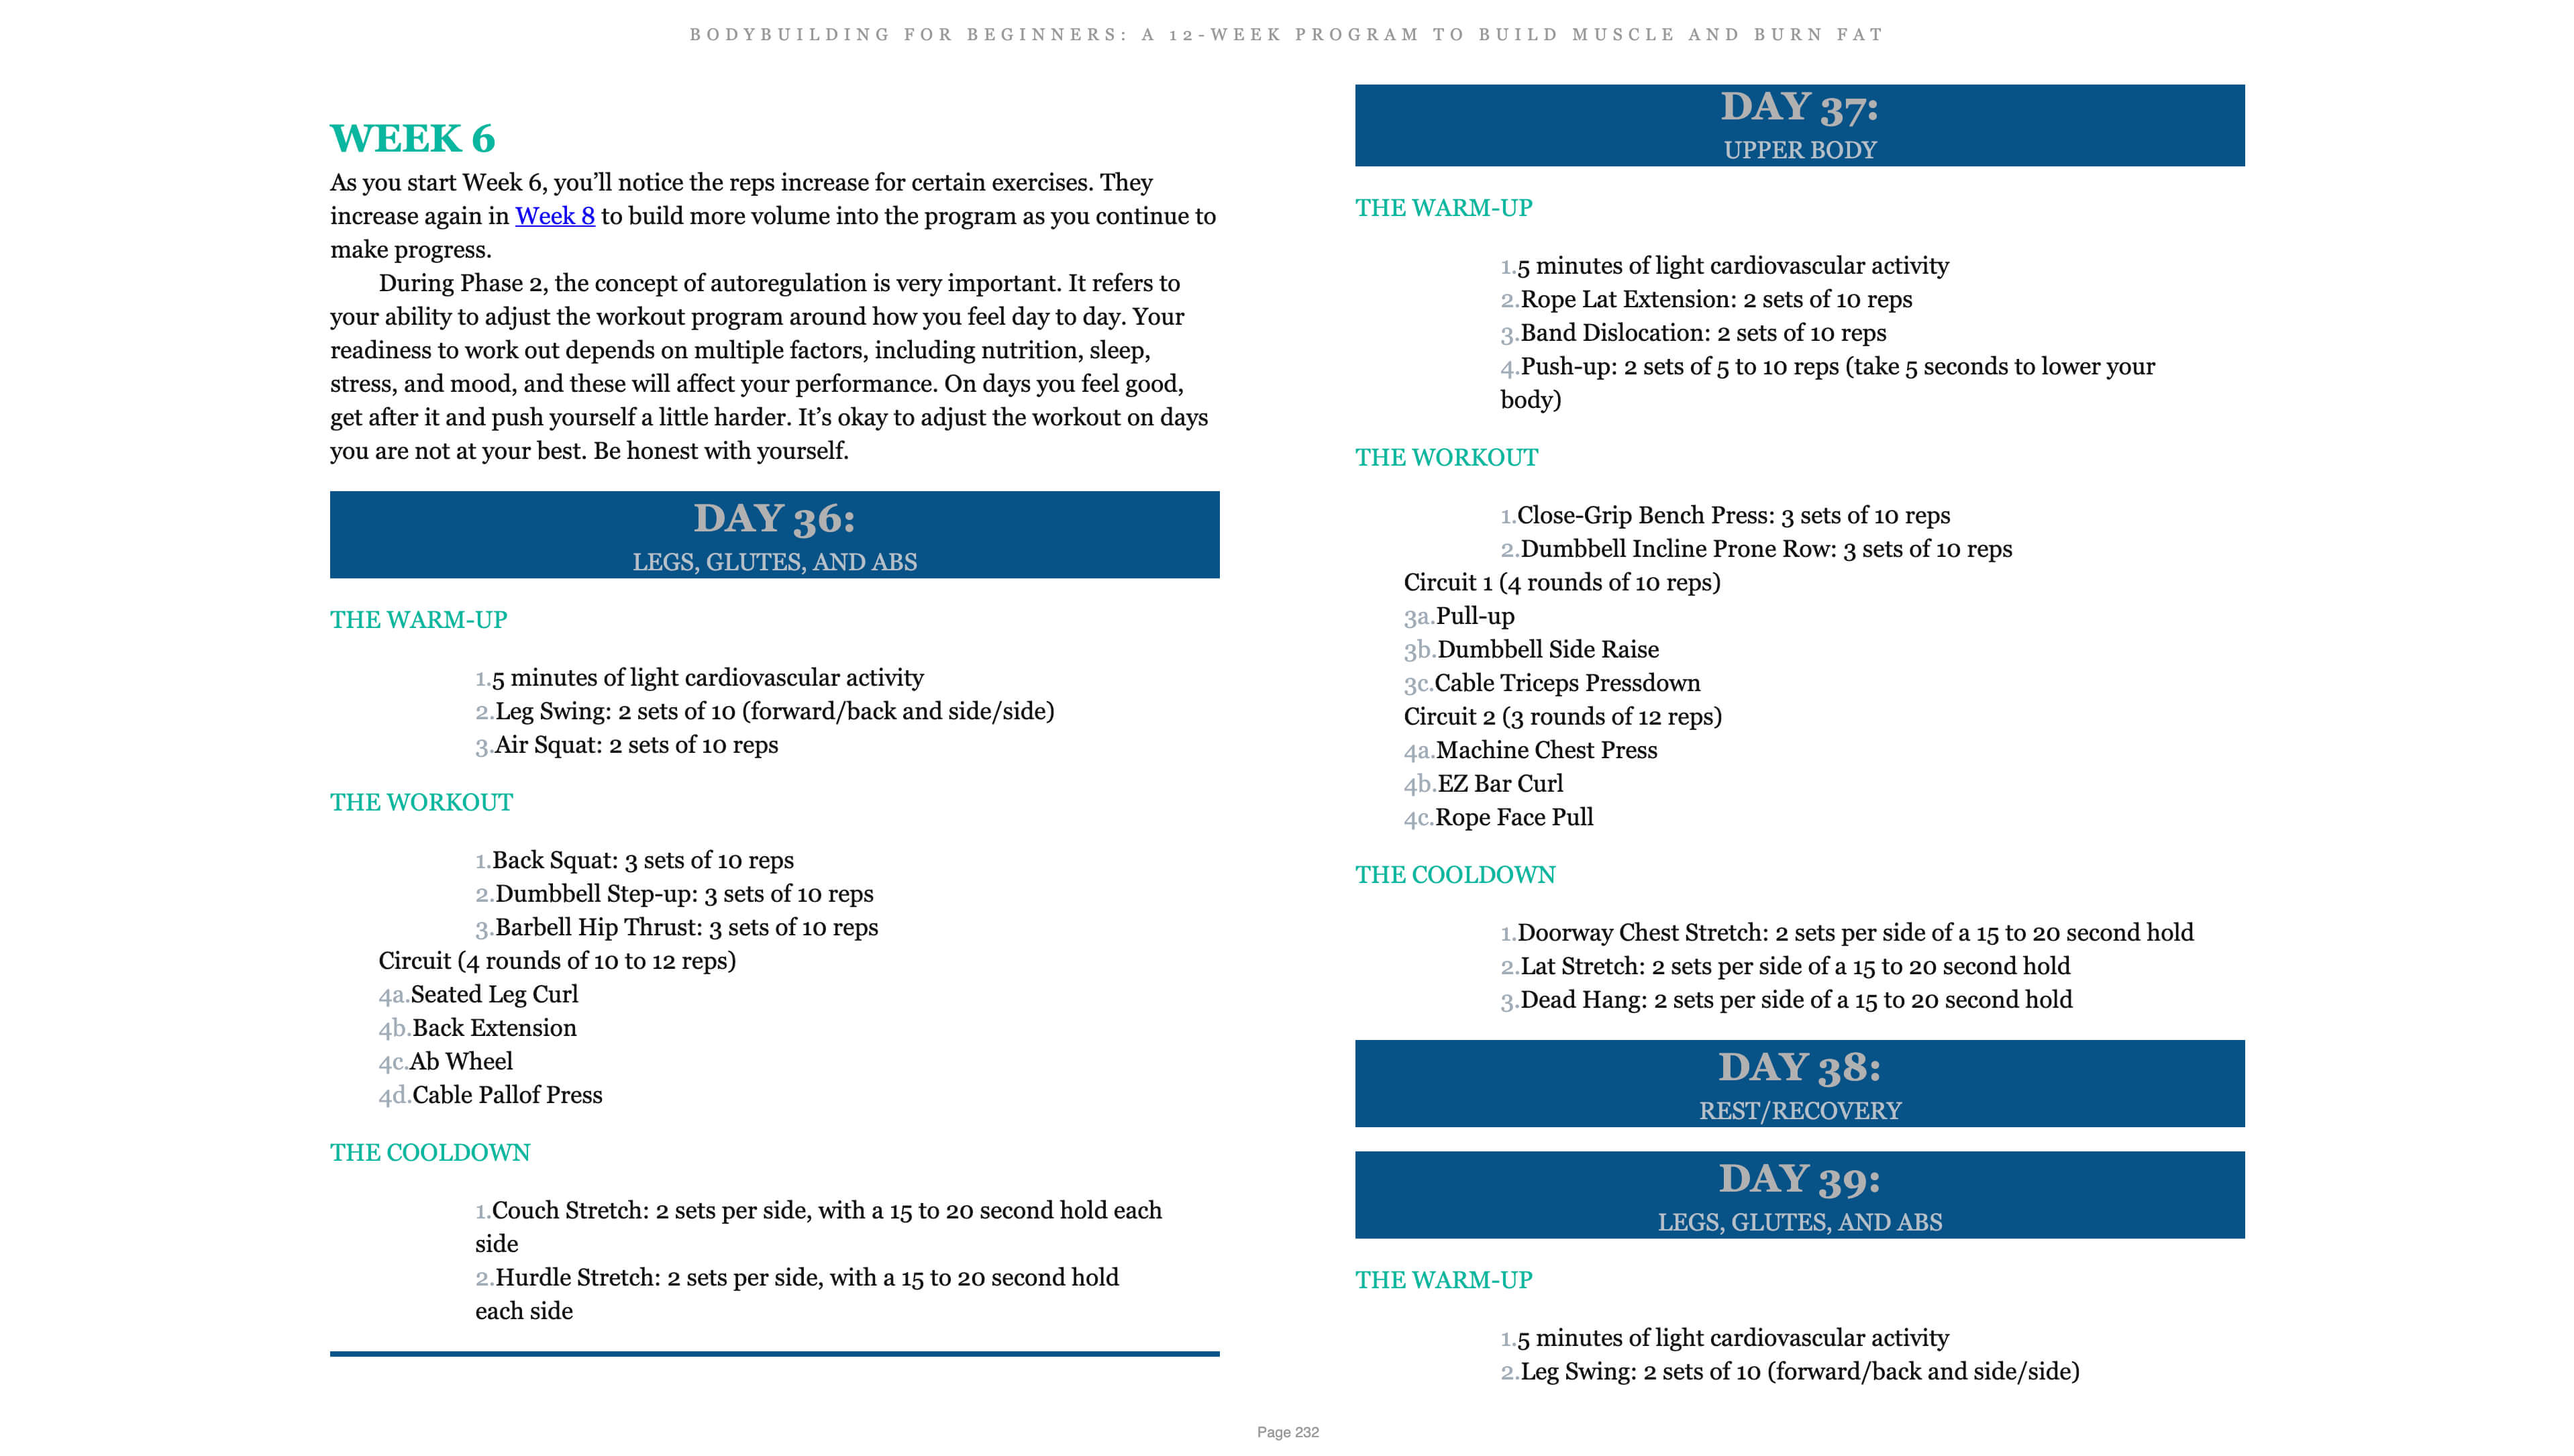 BODYBUILDING FOR BEGINNERS: A 12-WEEK PROGRAM TO BUILD MUSCLE AND BURN FAT
WEEK 6
As you start Week 6, you’ll notice the reps increase for certain exercises. They
increase again in Week 8 to build more volume into the program as you continue to
make progress.
During Phase 2, the concept of autoregulation is very important. It refers to
your ability to adjust the workout program around how you feel day to day. Your
readiness to work out depends on multiple factors, including nutrition, sleep,
stress, and mood, and these will affect your performance. On days you feel good,
get after it and push yourself a little harder. It’s okay to adjust the workout on days
you are not at your best. Be honest with yourself.
DAY 36:
LEGS, GLUTES, AND ABS
THE WARM-UP
1.5 minutes of light cardiovascular activity
2.Leg Swing: 2 sets of 10 (forward/back and side/side)
3.Air Squat: 2 sets of 10 reps
THE WORKOUT
1.Back Squat: 3 sets of 10 reps
2.Dumbbell Step-up: 3 sets of 10 reps
3.Barbell Hip Thrust: 3 sets of 10 reps
Circuit (4 rounds of 10 to 12 reps)
4a.Seated Leg Curl
4b.Back Extension
4c.Ab Wheel
4d.Cable Pallof Press
THE COOLDOWN
1.Couch Stretch: 2 sets per side, with a 15 to 20 second hold each
side
2.Hurdle Stretch: 2 sets per side, with a 15 to 20 second hold
each side
DAY 37:
UPPER BODY
THE WARM-UP
1.5 minutes of light cardiovascular activity
2.Rope Lat Extension: 2 sets of 10 reps
3.Band Dislocation: 2 sets of 10 reps
4.Push-up: 2 sets of 5 to 10 reps (take 5 seconds to lower your
body)
THE WORKOUT
1.Close-Grip Bench Press: 3 sets of 10 reps
2.Dumbbell Incline Prone Row: 3 sets of 10 reps
Circuit 1 (4 rounds of 10 reps)
3a.Pull-up
3b.Dumbbell Side Raise
3c.Cable Triceps Pressdown
Circuit 2 (3 rounds of 12 reps)
4a.Machine Chest Press
4b.EZ Bar Curl
4c.Rope Face Pull
THE COOLDOWN
1.Doorway Chest Stretch: 2 sets per side of a 15 to 20 second hold
2.Lat Stretch: 2 sets per side of a 15 to 20 second hold
3.Dead Hang: 2 sets per side of a 15 to 20 second hold
DAY 38:
REST/RECOVERY
DAY 39:
LEGS, GLUTES, AND ABS
THE WARM-UP
1.5 minutes of light cardiovascular activity
2.Leg Swing: 2 sets of 10 (forward/back and side/side)
Page 232